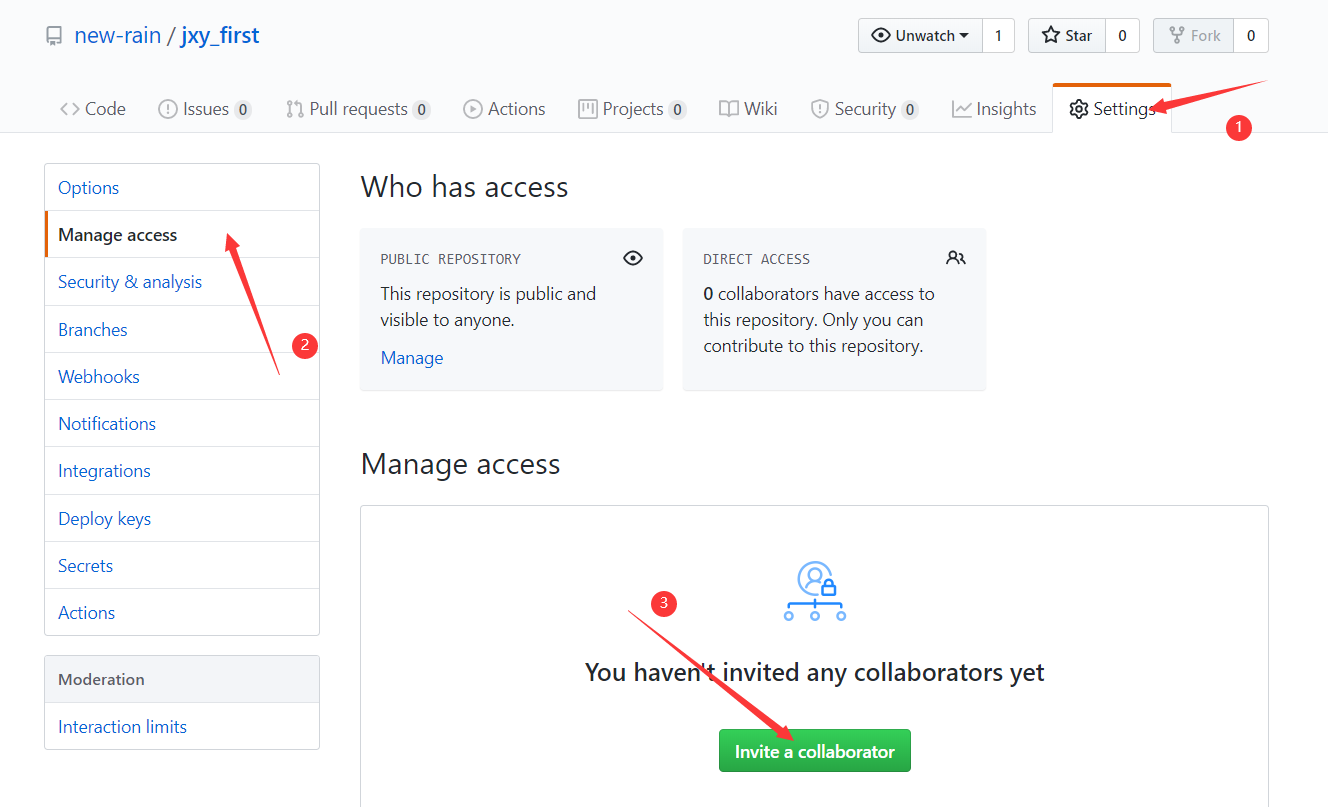 new-rain / jxy_first
Unwatch 1 Star 0 Fork 0
Code Issues 0 Pull requests 0 Actions Projects 0 Wiki Security 0 Insights Settings
1
Options
Manage access
Security & analysis
Branches
Webhooks
Notifications
Integrations
Deploy keys
Secrets
Actions
Moderation
Interaction limits
2
Who has access
PUBLIC REPOSITORY
This repository is public and
visible to anyone.
Manage
DIRECT ACCESS
0 collaborators have access to
this repository. Only you can
contribute to this repository.
Manage access
3
You haven't invited any collaborators yet
Invite a collaborator